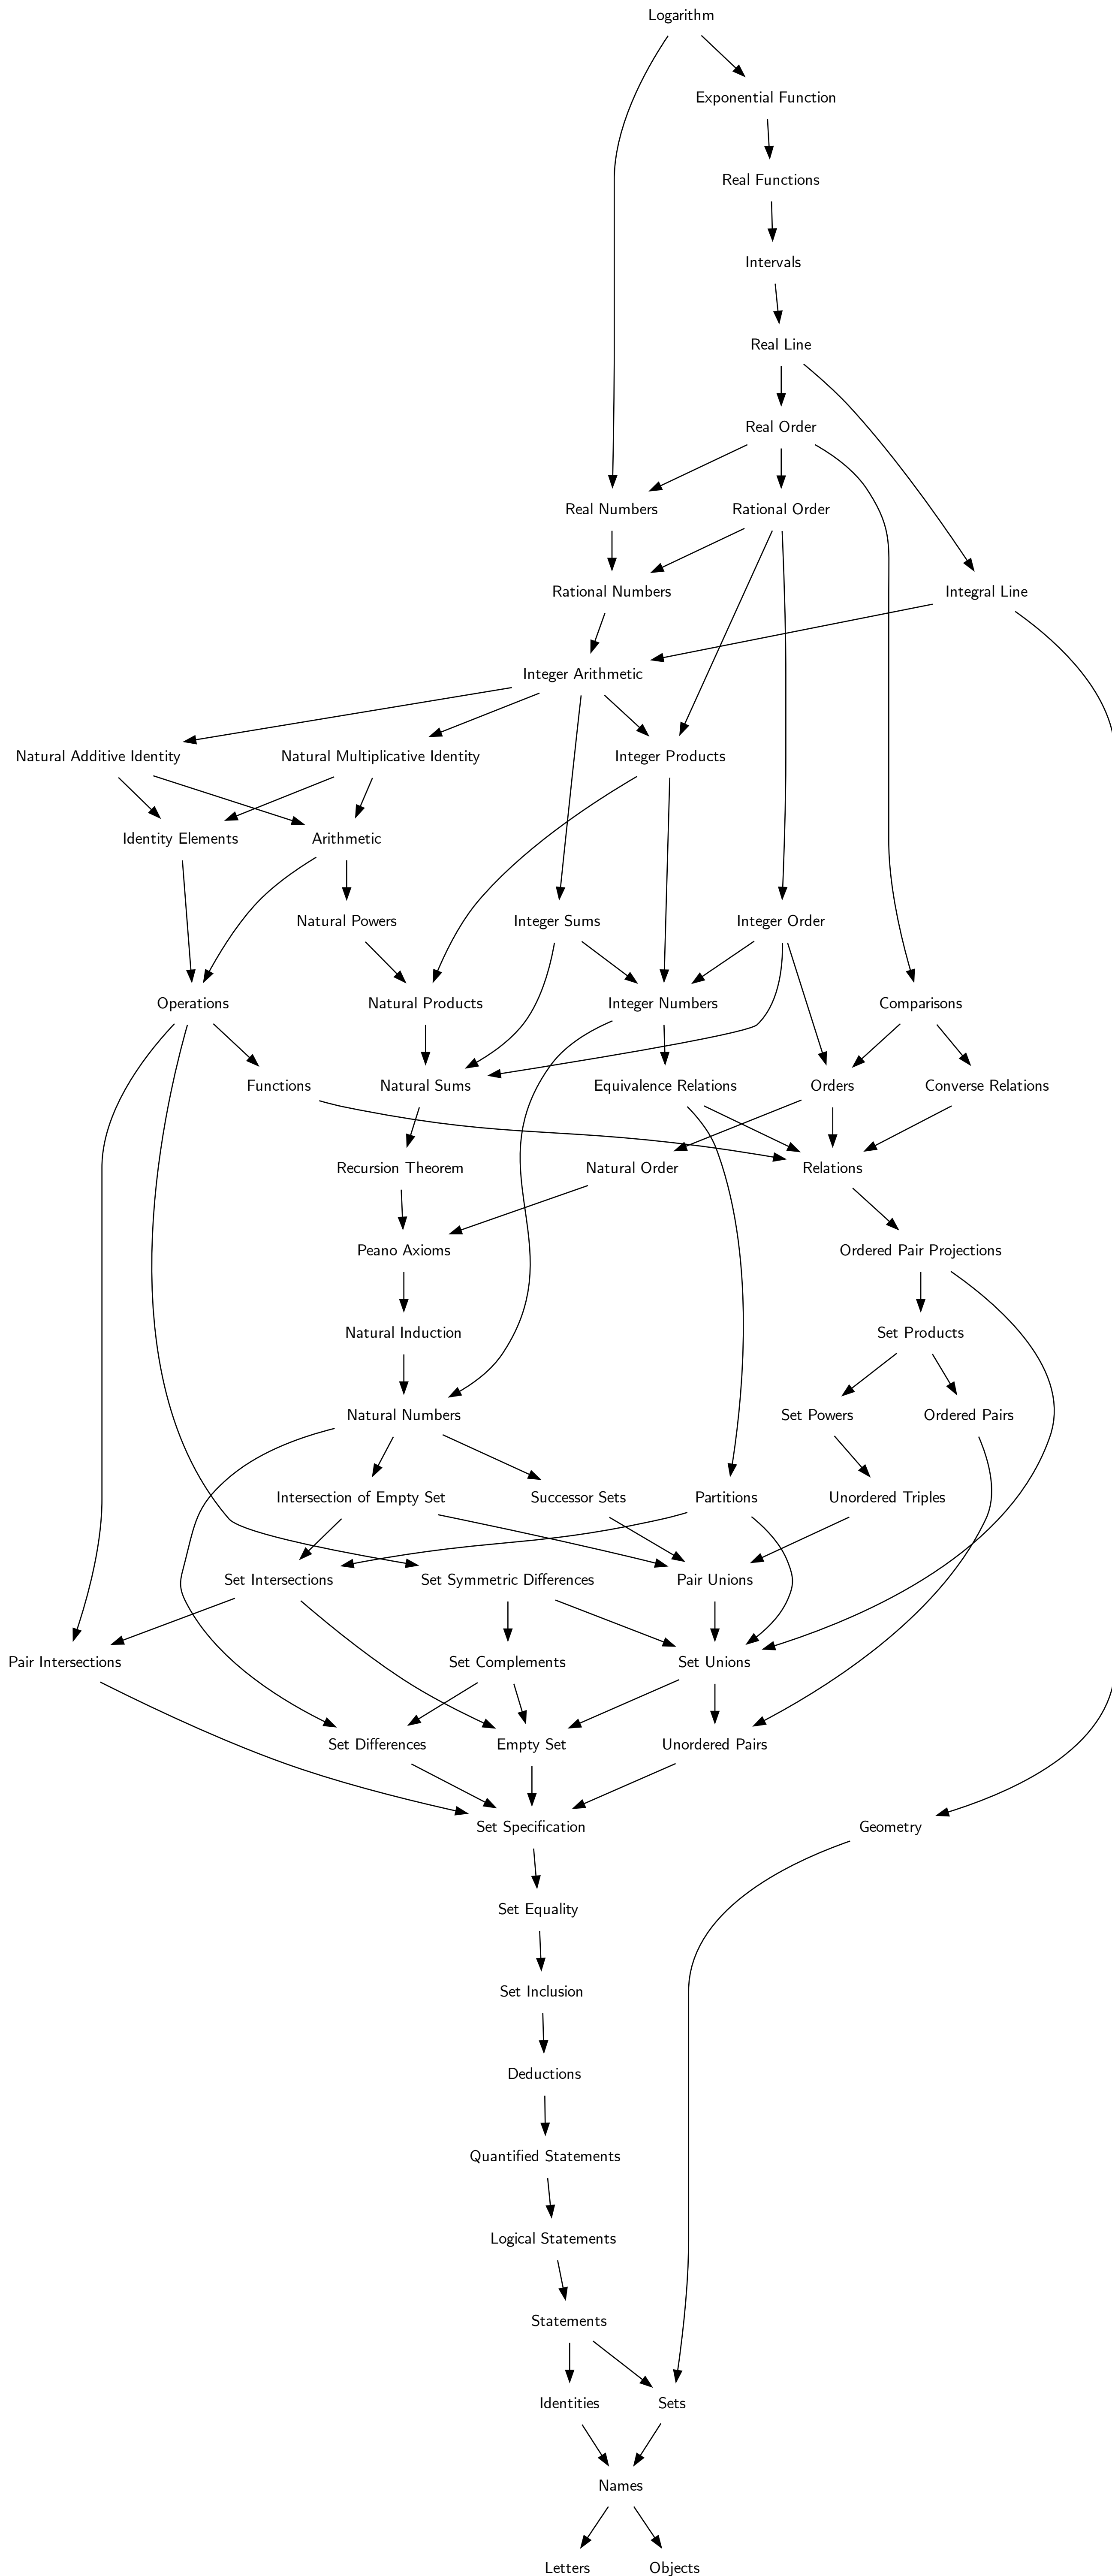 Logarithm
Exponential Function
Real Functions
Intervals
Real Line
Real Order
Real Numbers
Rational Order
Rational Numbers
Integral Line
Integer Arithmetic
Natural Additive Identity
Natural Multiplicative Identity
Integer Products
Identity Elements
Arithmetic
Natural Powers
Integer Sums
Integer Order
Operations
Natural Products
Integer Numbers
Comparisons
Functions
Natural Sums
Equivalence Relations
Orders
Converse Relations
Recursion Theorem
Natural Order
Relations
Peano Axioms
Ordered Pair Projections
Natural Induction
Set Products
Natural Numbers
Set Powers
Ordered Pairs
Intersection of Empty Set
Successor Sets
Partitions
Unordered Triples
Set Intersections
Set Symmetric Differences
Pair Unions
Pair Intersections
Set Complements
Set Unions
Set Differences
Empty Set
Unordered Pairs
Set Specification
Geometry
Set Equality
Set Inclusion
Deductions
Quantified Statements
Logical Statements
Statements
Identities
Sets
Names
Letters
Objects